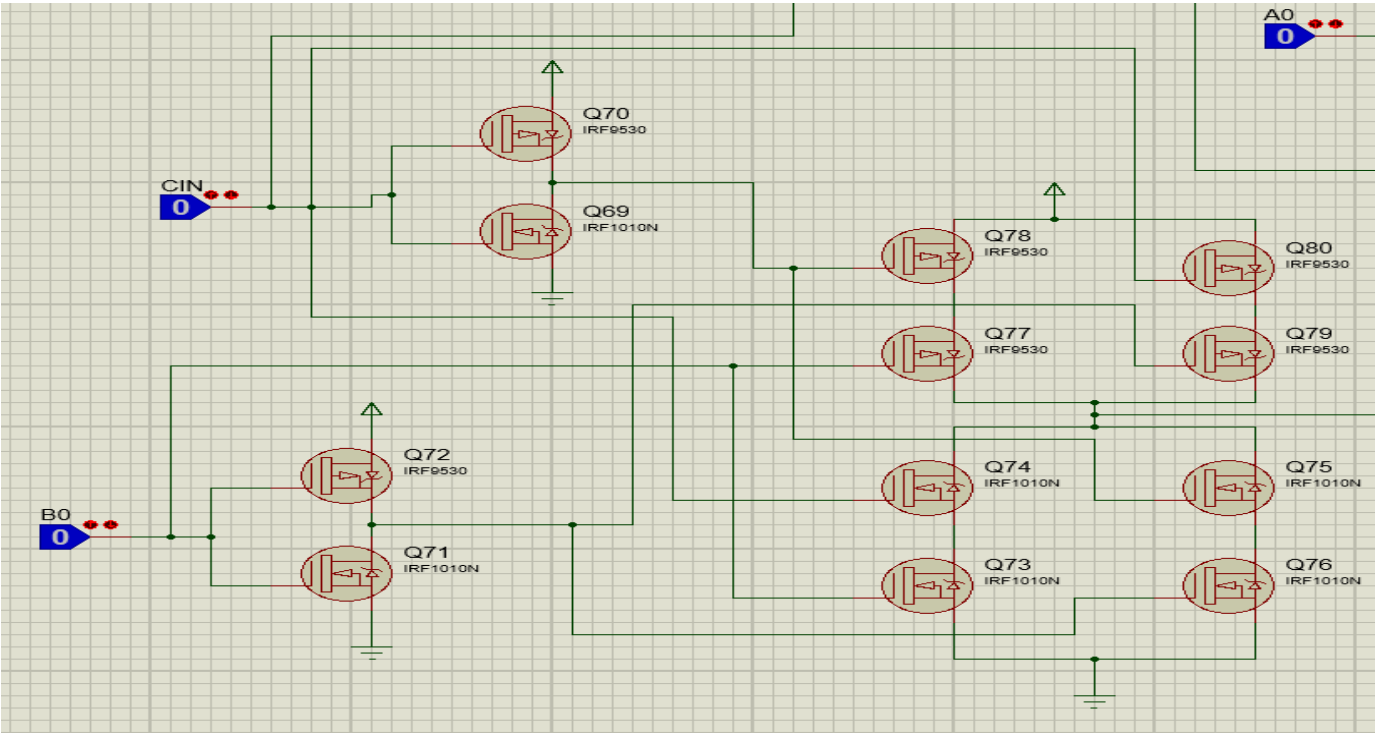 A0
0
Q70
IRF9530
CIN
0
Q69
IRF1010N
Q78
IRF9530
Q80
IRF9530
Q77
IRF9530
Q79
IRF9530
Q72
IRF9530
Q74
IRF1010N
Q75
IRF1010N
B0
0
Q71
IRF1010N
Q73
IRF1010N
Q76
IRF1010N